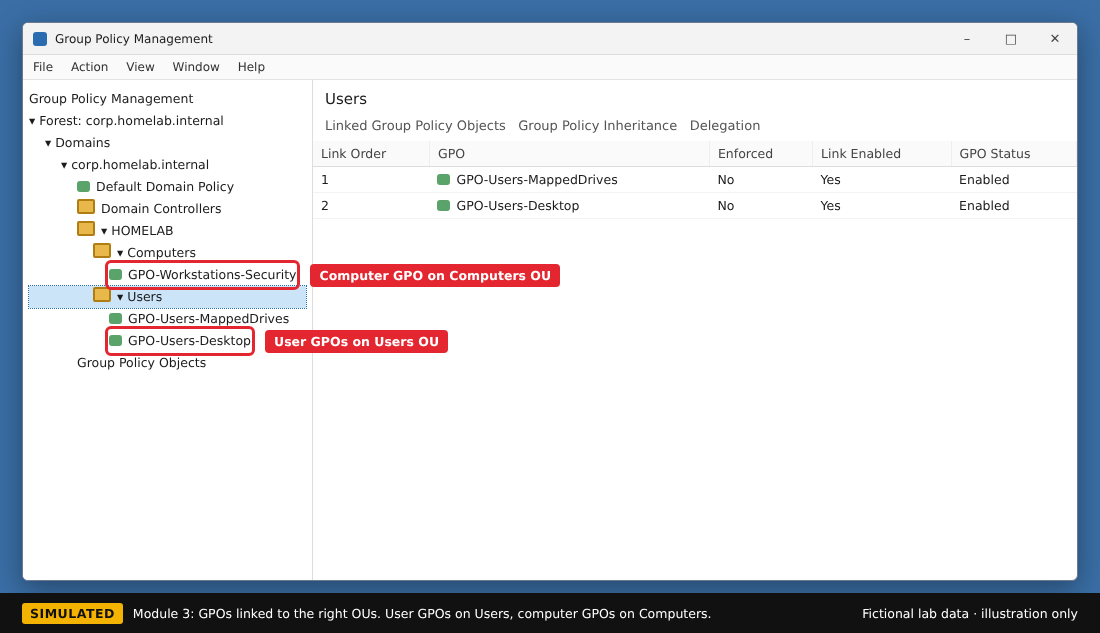 Group Policy Management
File Action View Window Help
Group Policy Management
▾ Forest: corp.homelab.internal
▾ Domains
▾ corp.homelab.internal
Default Domain Policy
Domain Controllers
▾ HOMELAB
▾ Computers
GPO-Workstations-Security
Computer GPO on Computers OU
▾ Users
GPO-Users-MappedDrives
GPO-Users-Desktop
User GPOs on Users OU
Group Policy Objects
Users
Linked Group Policy Objects Group Policy Inheritance Delegation
Link Order GPO Enforced Link Enabled GPO Status
1 GPO-Users-MappedDrives No Yes Enabled
2 GPO-Users-Desktop No Yes Enabled
SIMULATED Module 3: GPOs linked to the right OUs. User GPOs on Users, computer GPOs on Computers. Fictional lab data · illustration only